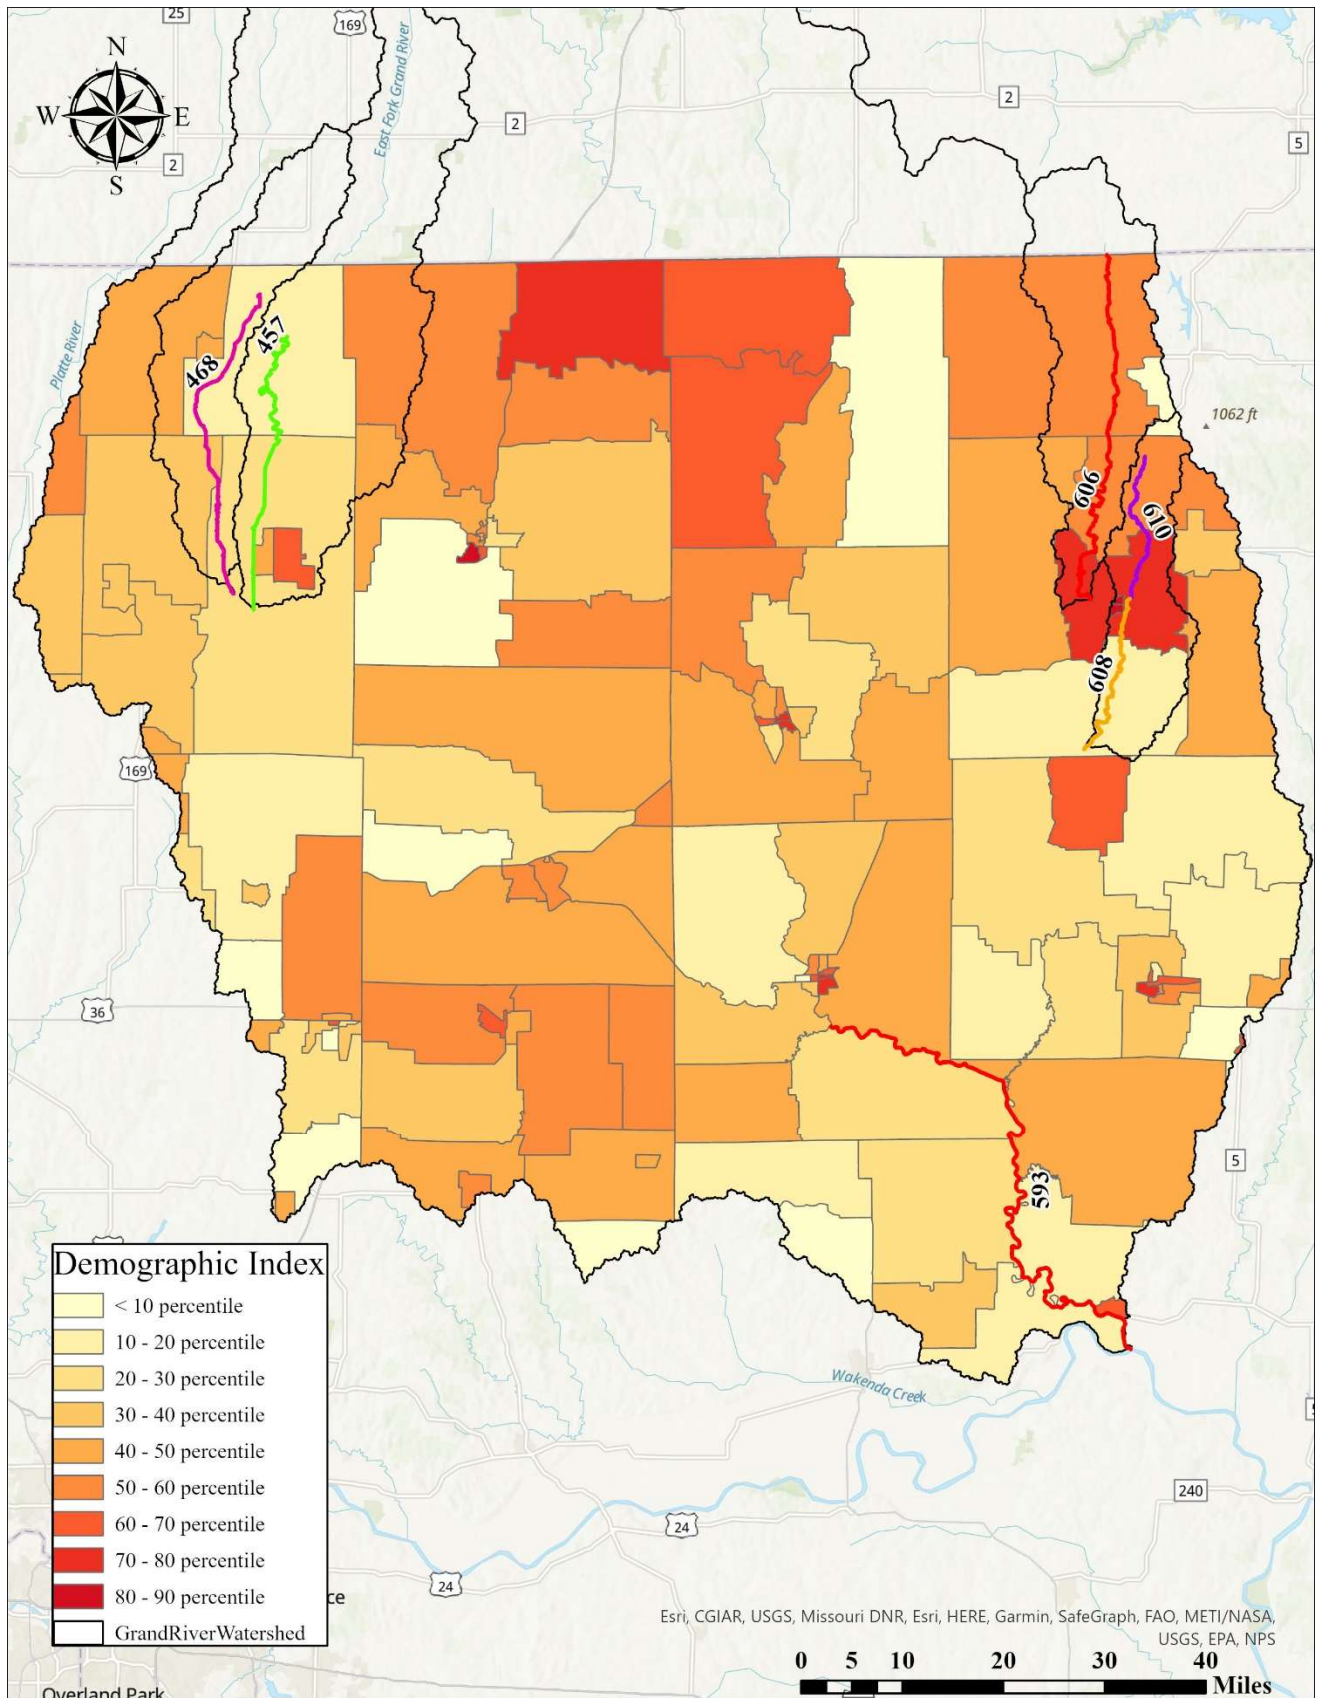 25
169
N
W
E
S
East Fork Grand River
2
2
2
5
Platte River
468
457
1062 ft
606
610
608
169
36
593
5
Demographic Index
< 10 percentile
10 - 20 percentile
20 - 30 percentile
30 - 40 percentile
40 - 50 percentile
50 - 60 percentile
60 - 70 percentile
70 - 80 percentile
80 - 90 percentile
GrandRiverWatershed
Wakenda Creek
240
24
24
ce
Esri, CGIAR, USGS, Missouri DNR, Esri, HERE, Garmin, SafeGraph, FAO, METI/NASA,
USGS, EPA, NPS
0 5 10 20 30 40
Miles
Overland Park